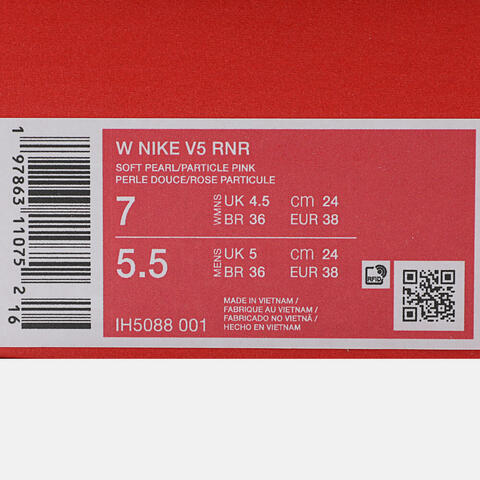 W NIKE V5 RNR
SOFT PEARL/PARTICLE PINK
PERLE DOUCE/ROSE PARTICULE
7 WMNS UK 4.5 cm 24
BR 36 EUR 38
5.5 MENS UK 5 cm 24
BR 36 EUR 38
MADE IN VIETNAM /
FABRIQUE AU VIETNAM /
FABRICADO NO VIETNÃ /
HECHO EN VIETNAM
IH5088 001
RFID
1 97863 11075 2 16